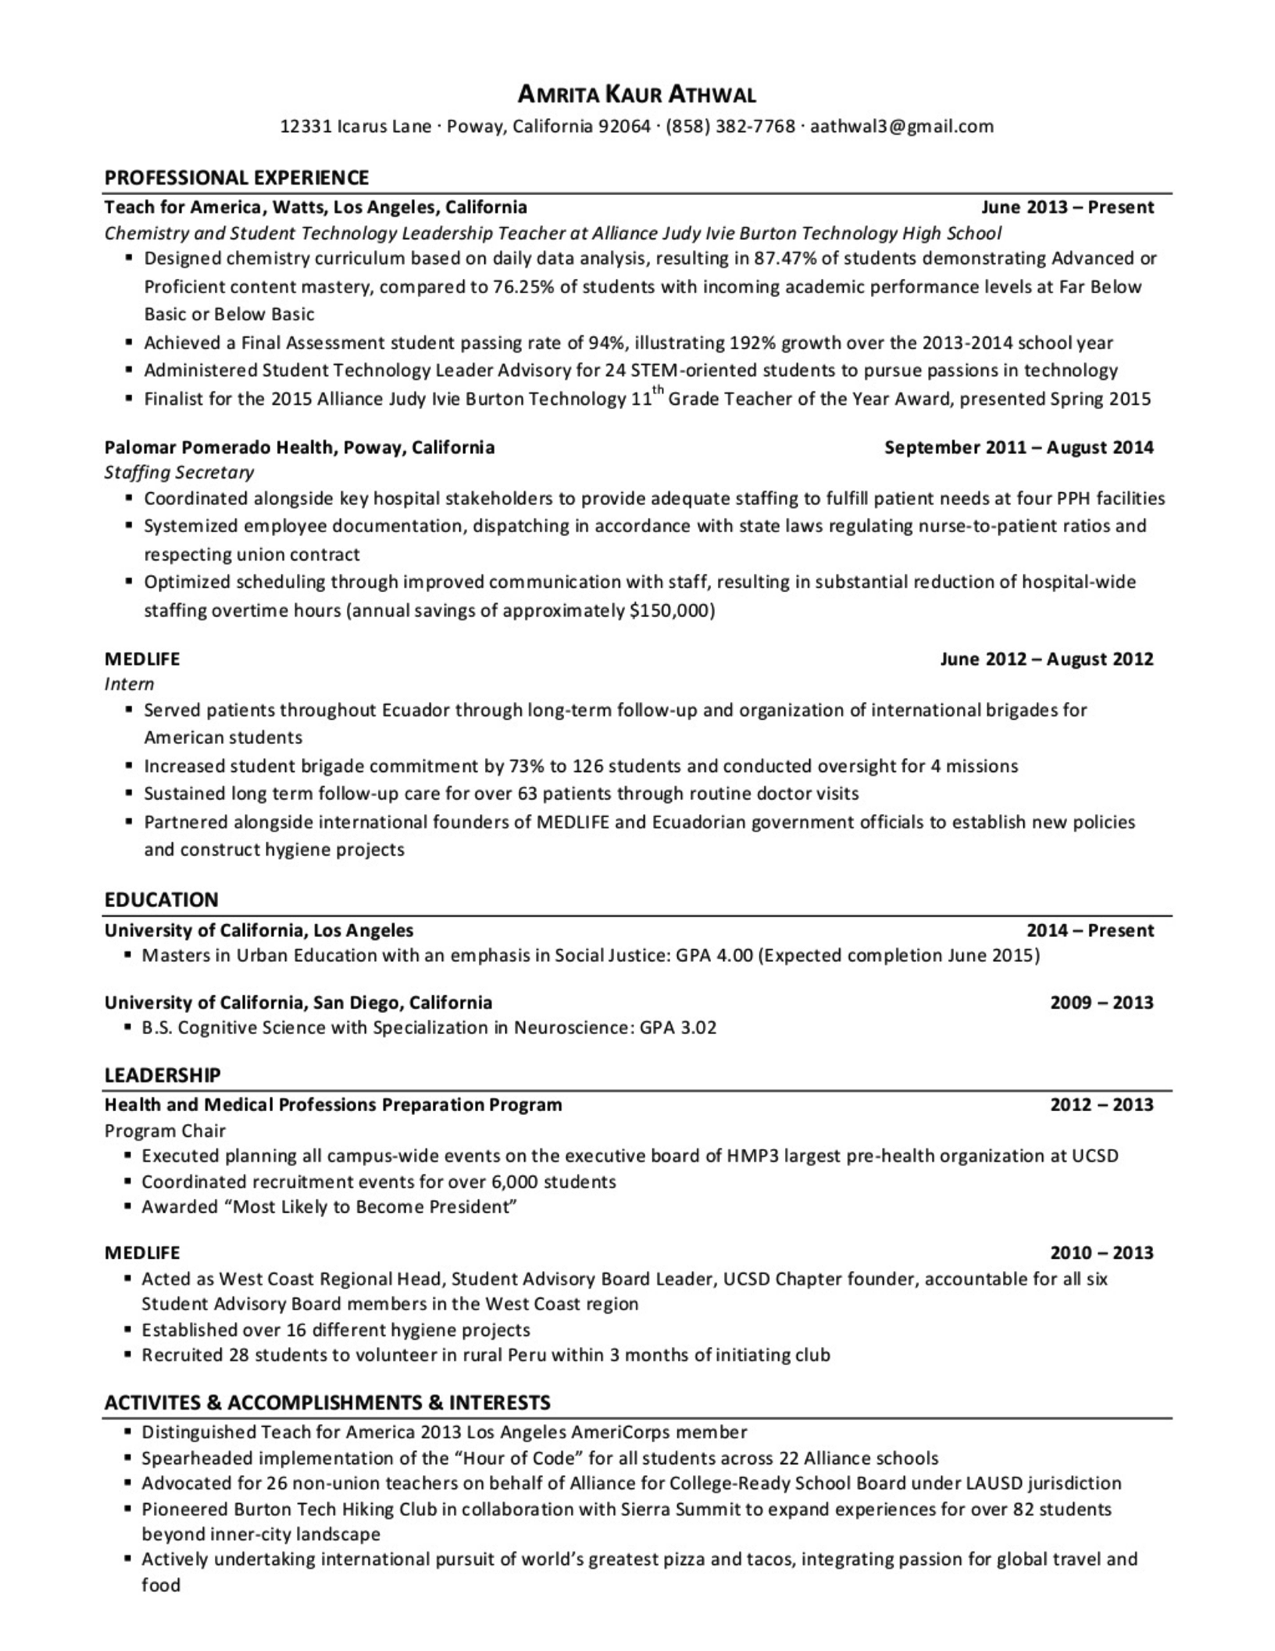 AMRITA KAUR ATHWAL
12331 Icarus Lane · Poway, California 92064 · (858) 382-7768 · aathwal3@gmail.com
PROFESSIONAL EXPERIENCE
Teach for America, Watts, Los Angeles, California June 2013 – Present
Chemistry and Student Technology Leadership Teacher at Alliance Judy Ivie Burton Technology High School
▪ Designed chemistry curriculum based on daily data analysis, resulting in 87.47% of students demonstrating Advanced or
Proficient content mastery, compared to 76.25% of students with incoming academic performance levels at Far Below
Basic or Below Basic
▪ Achieved a Final Assessment student passing rate of 94%, illustrating 192% growth over the 2013-2014 school year
▪ Administered Student Technology Leader Advisory for 24 STEM-oriented students to pursue passions in technology
▪ Finalist for the 2015 Alliance Judy Ivie Burton Technology 11th Grade Teacher of the Year Award, presented Spring 2015
Palomar Pomerado Health, Poway, California September 2011 – August 2014
Staffing Secretary
▪ Coordinated alongside key hospital stakeholders to provide adequate staffing to fulfill patient needs at four PPH facilities
▪ Systemized employee documentation, dispatching in accordance with state laws regulating nurse-to-patient ratios and
respecting union contract
▪ Optimized scheduling through improved communication with staff, resulting in substantial reduction of hospital-wide
staffing overtime hours (annual savings of approximately $150,000)
MEDLIFE June 2012 – August 2012
Intern
▪ Served patients throughout Ecuador through long-term follow-up and organization of international brigades for
American students
▪ Increased student brigade commitment by 73% to 126 students and conducted oversight for 4 missions
▪ Sustained long term follow-up care for over 63 patients through routine doctor visits
▪ Partnered alongside international founders of MEDLIFE and Ecuadorian government officials to establish new policies
and construct hygiene projects
EDUCATION
University of California, Los Angeles 2014 – Present
▪ Masters in Urban Education with an emphasis in Social Justice: GPA 4.00 (Expected completion June 2015)
University of California, San Diego, California 2009 – 2013
▪ B.S. Cognitive Science with Specialization in Neuroscience: GPA 3.02
LEADERSHIP
Health and Medical Professions Preparation Program 2012 – 2013
Program Chair
▪ Executed planning all campus-wide events on the executive board of HMP3 largest pre-health organization at UCSD
▪ Coordinated recruitment events for over 6,000 students
▪ Awarded “Most Likely to Become President”
MEDLIFE 2010 – 2013
▪ Acted as West Coast Regional Head, Student Advisory Board Leader, UCSD Chapter founder, accountable for all six
Student Advisory Board members in the West Coast region
▪ Established over 16 different hygiene projects
▪ Recruited 28 students to volunteer in rural Peru within 3 months of initiating club
ACTIVITES & ACCOMPLISHMENTS & INTERESTS
▪ Distinguished Teach for America 2013 Los Angeles AmeriCorps member
▪ Spearheaded implementation of the “Hour of Code” for all students across 22 Alliance schools
▪ Advocated for 26 non-union teachers on behalf of Alliance for College-Ready School Board under LAUSD jurisdiction
▪ Pioneered Burton Tech Hiking Club in collaboration with Sierra Summit to expand experiences for over 82 students
beyond inner-city landscape
▪ Actively undertaking international pursuit of world’s greatest pizza and tacos, integrating passion for global travel and
food